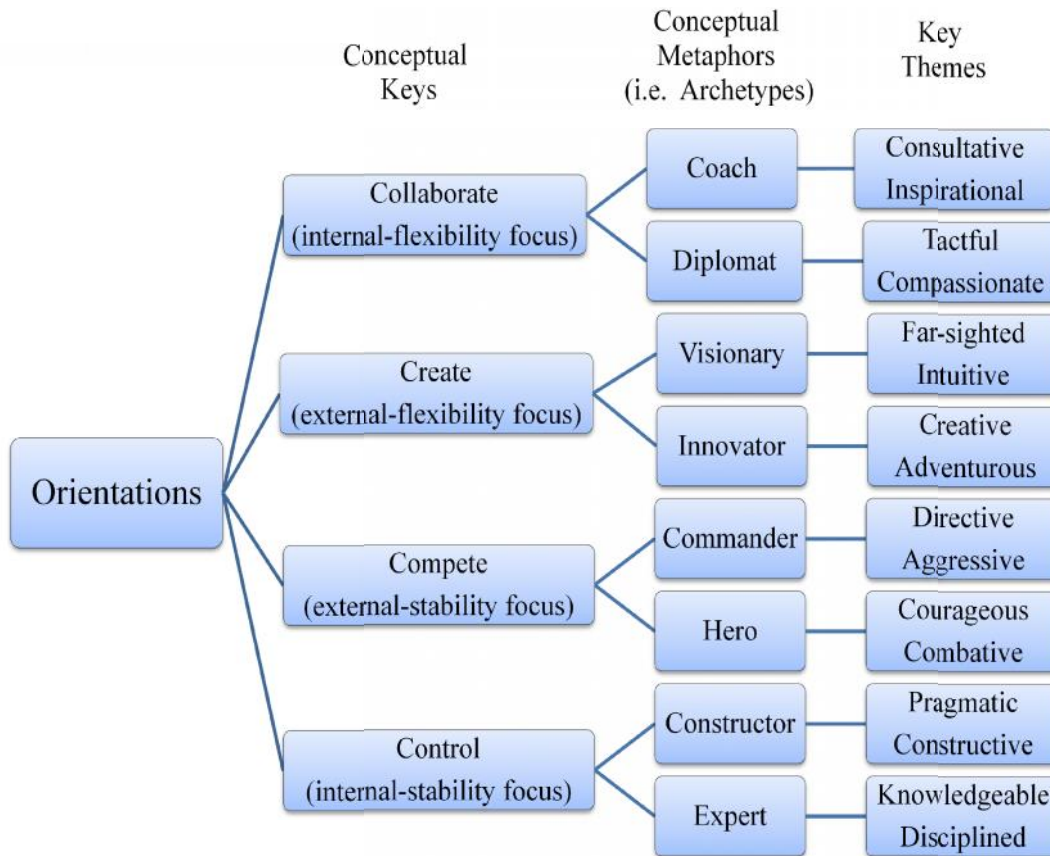 Conceptual
Keys
Conceptual
Metaphors
(i.e. Archetypes)
Key
Themes
Orientations
Collaborate
(internal-flexibility focus)
Coach
Consultative
Inspirational
Diplomat
Tactful
Compassionate
Create
(external-flexibility focus)
Visionary
Far-sighted
Intuitive
Innovator
Creative
Adventurous
Compete
(external-stability focus)
Commander
Directive
Aggressive
Hero
Courageous
Combative
Control
(internal-stability focus)
Constructor
Pragmatic
Constructive
Expert
Knowledgeable
Disciplined